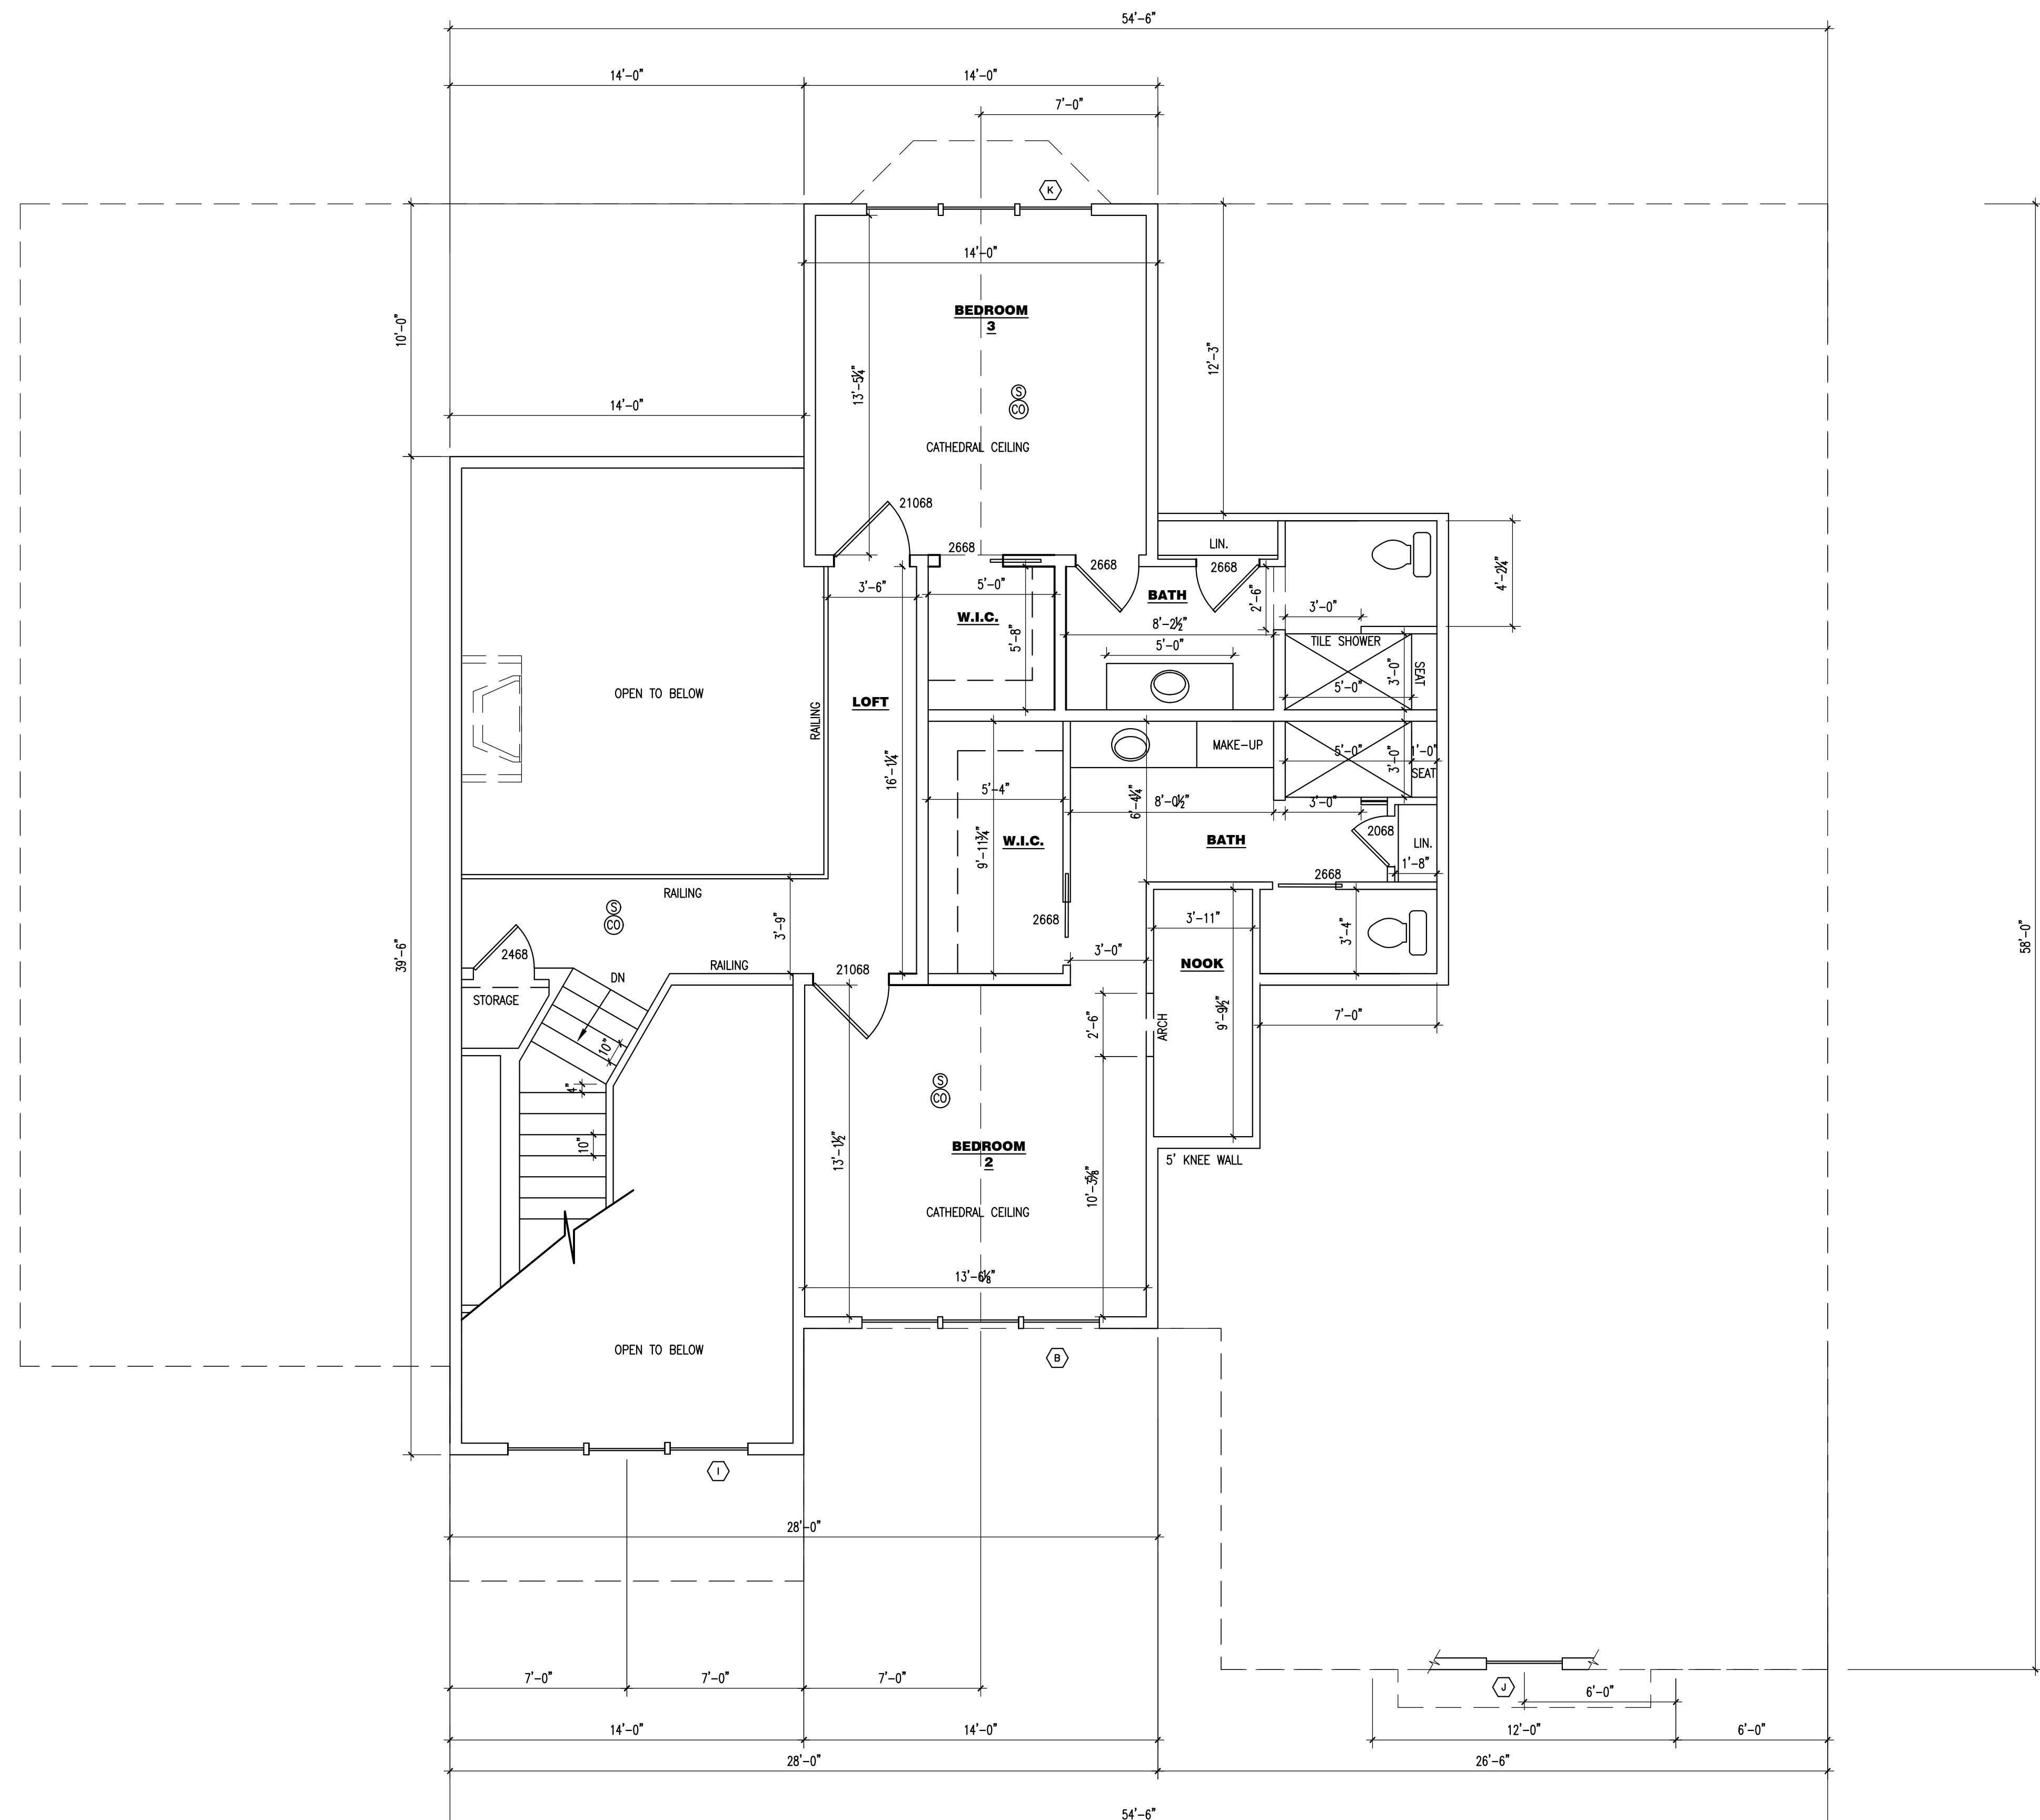 54'-6"
14'-0" 14'-0"
7'-0"
K
14'-0"
BEDROOM
3
10'-0"
12'-3"
13'-5¼"
S
CO
14'-0"
CATHEDRAL CEILING
21068
2668
LIN.
2668
2668
4'-2¼"
3'-6"
5'-0"
BATH
2'-6"
3'-0"
W.I.C.
8'-2½"
5'-8"
5'-0"
TILE SHOWER
3'-0"
SEAT
5'-0"
OPEN TO BELOW
LOFT
RAILING
MAKE-UP
5'-0"
3'-0"
1'-0"
SEAT
16'-1¼"
5'-4"
9'-11¾"
6'-4¼"
8'-0½"
3'-0"
W.I.C.
BATH
2068
LIN.
1'-8"
2668
RAILING
S
CO
3'-9"
2668
3'-11"
3'-4"
39'-6"
58'-0"
2468
DN
RAILING
21068
3'-0"
NOOK
STORAGE
7'-0"
2'-6"
ARCH
9'-9½"
10"
4"
10"
S
CO
13'-1½"
BEDROOM
2
10'-3⅝"
5' KNEE WALL
CATHEDRAL CEILING
13'-6⅛"
OPEN TO BELOW
B
I
28'-0"
7'-0" 7'-0" 7'-0"
J
6'-0"
14'-0" 14'-0" 12'-0" 6'-0"
28'-0" 26'-6"
54'-6"